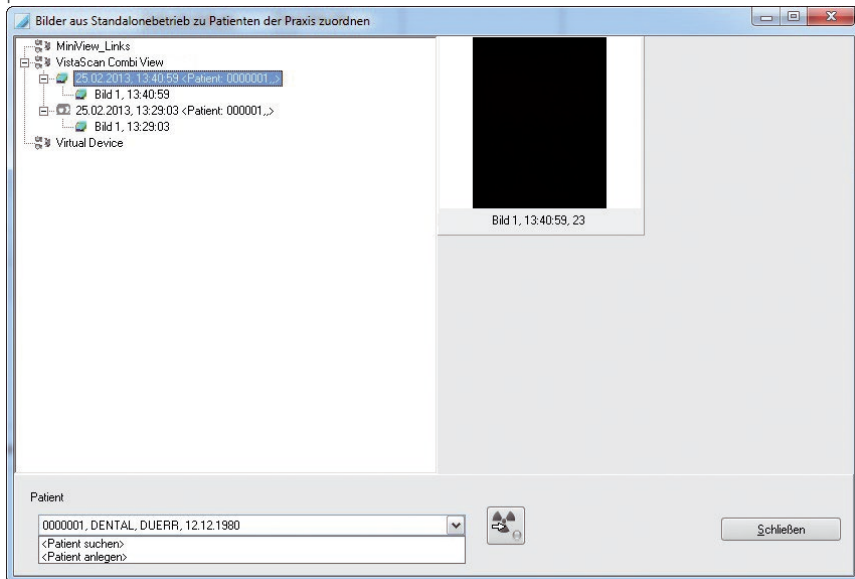 Bilder aus Standalonebetrieb zu Patienten der Praxis zuordnen
MiniView_Links
VistaScan Combi View
25.02.2013, 13:40:59 <Patient: 0000001,,>
Bild 1, 13:40:59
25.02.2013, 13:29:03 <Patient: 000001,,>
Bild 1, 13:29:03
Virtual Device
Bild 1, 13:40:59, 23
Patient
0000001, DENTAL, DUERR, 12.12.1980
<Patient suchen>
<Patient anlegen>
Schließen